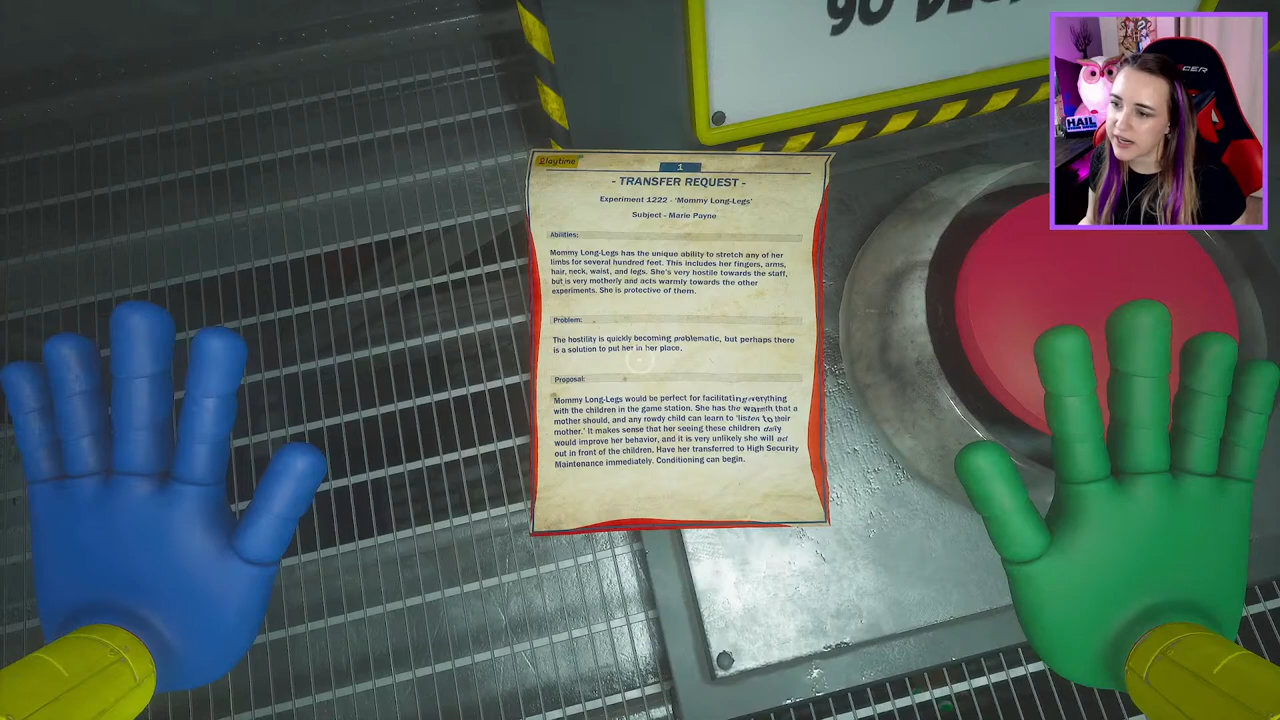 90 DEG
Playtime
1
- TRANSFER REQUEST -
Experiment 1222 - 'Mommy Long-Legs'
Subject - Marie Payne
Abilities:
Mommy Long-Legs has the unique ability to stretch any of her
limbs for several hundred feet. This includes her fingers, arms,
hair, neck, waist, and legs. She's very hostile towards the staff,
but is very motherly and acts warmly towards the other
experiments. She is protective of them.
Problem:
The hostility is quickly becoming problematic, but perhaps there
is a solution to put her in her place.
Proposal:
Mommy Long-Legs would be perfect for facilitating everything
with the children in the game station. She has the warmth that a
mother should, and any rowdy child can learn to 'listen to their
mother.' It makes sense that her seeing these children daily
would improve her behavior, and it is very unlikely she will act
out in front of the children. Have her transferred to High Security
Maintenance immediately. Conditioning can begin.
CER
HAIL